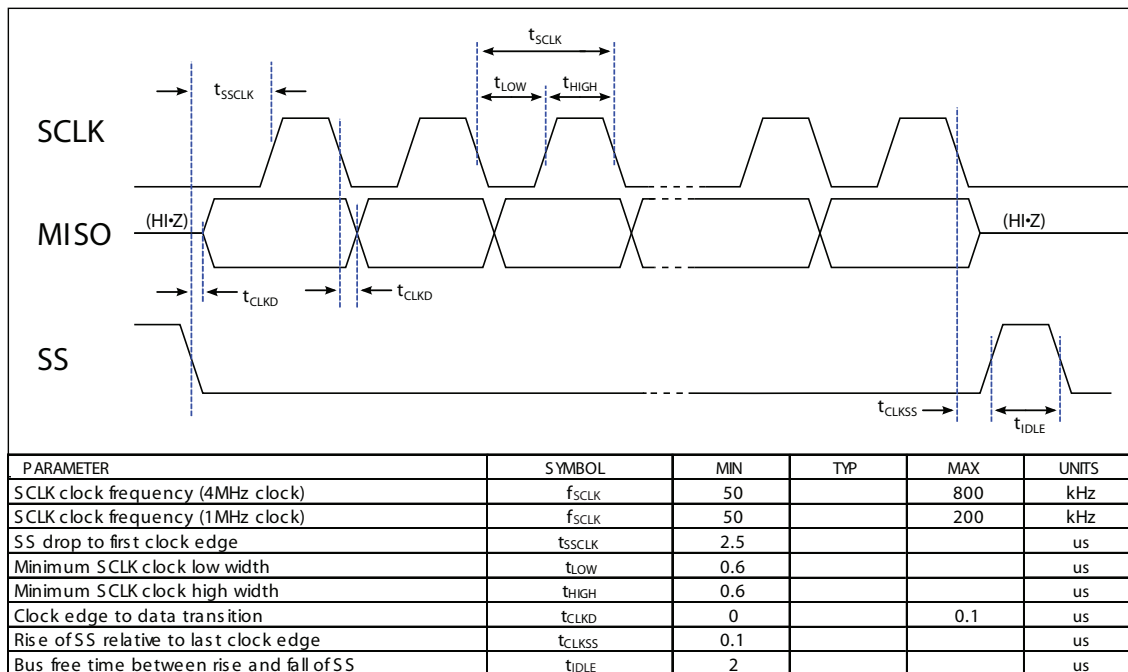 tSCLK
tLOW tHIGH
tSSCLK
SCLK
(HI•Z) (HI•Z)
MISO
tCLKD tCLKD
SS
tCLKSS tIDLE
PARAMETER SYMBOL MIN TYP MAX UNITS
SCLK clock frequency (4MHz clock) fSCLK 50 800 kHz
SCLK clock frequency (1MHz clock) fSCLK 50 200 kHz
SS drop to first clock edge tSSCLK 2.5 us
Minimum SCLK clock low width tLOW 0.6 us
Minimum SCLK clock high width tHIGH 0.6 us
Clock edge to data transition tCLKD 0 0.1 us
Rise of SS relative to last clock edge tCLKSS 0.1 us
Bus free time between rise and fall of SS tIDLE 2 us